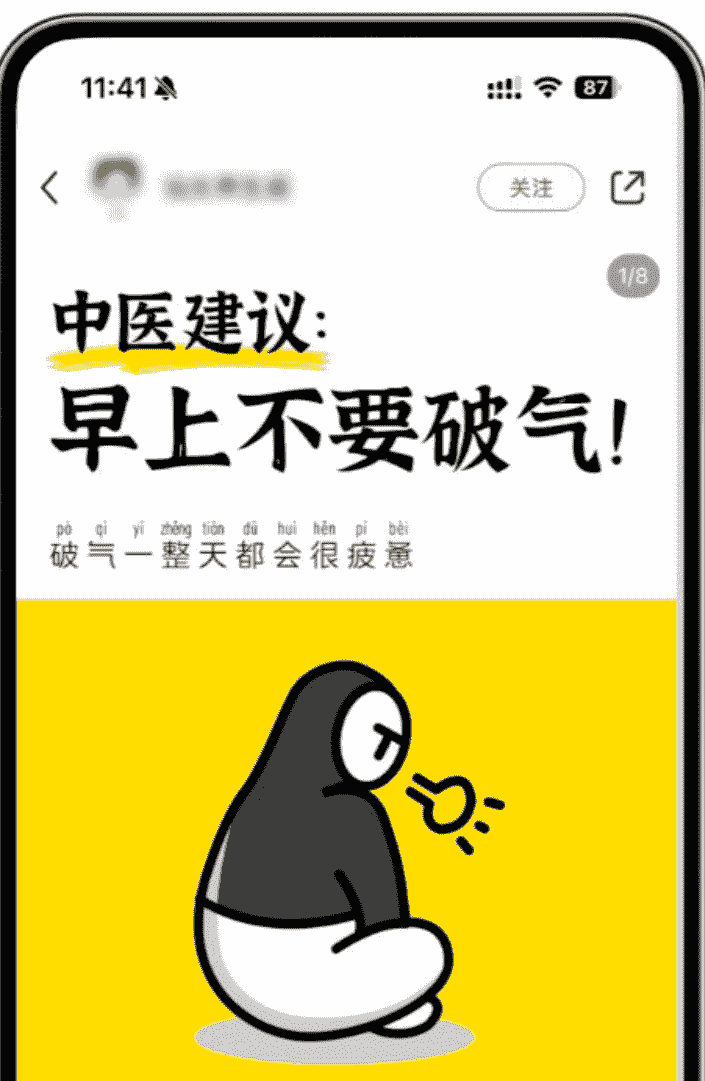 11:41
87
关注
1/8
中医建议:
早上不要破气!
pò qì yī zhěng tiān dū huì hěn pí bèi
破气一整天都会很疲惫